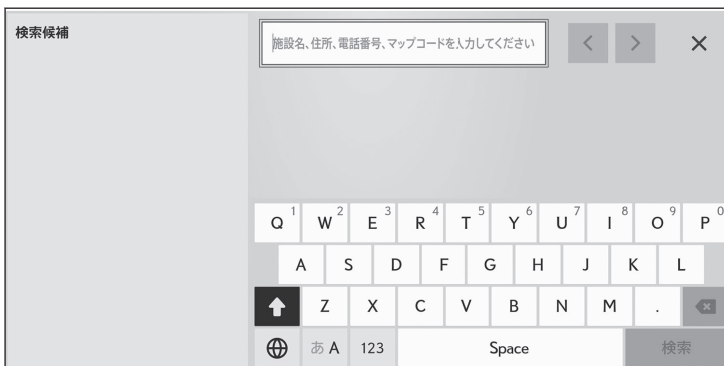 検索候補
施設名、住所、電話番号、マップコードを入力してください
Q 1 W 2 E 3 R 4 T 5 Y 6 U 7 I 8 O 9 P 0
A S D F G H J K L
Z X C V B N M .
あ A 123 Space 検索